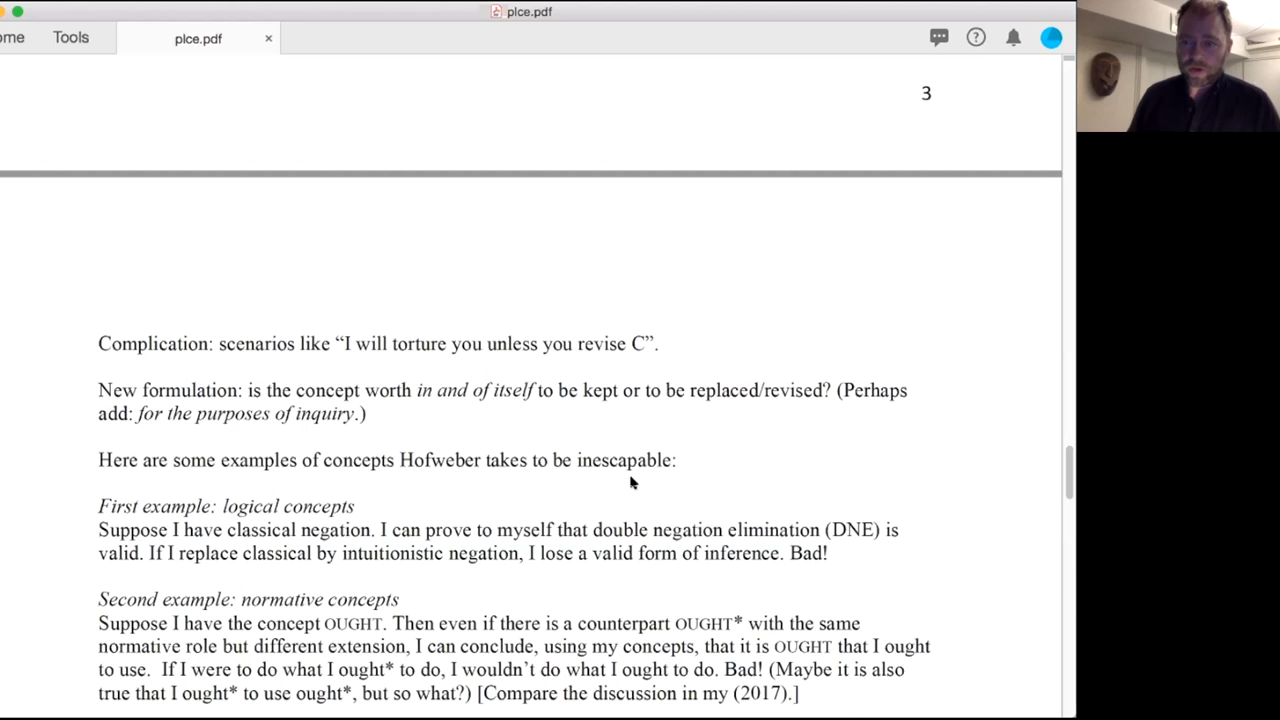 plce.pdf
ome Tools plce.pdf ×
3
Complication: scenarios like “I will torture you unless you revise C”.
New formulation: is the concept worth in and of itself to be kept or to be replaced/revised? (Perhaps
add: for the purposes of inquiry.)
Here are some examples of concepts Hofweber takes to be inescapable:
First example: logical concepts
Suppose I have classical negation. I can prove to myself that double negation elimination (DNE) is
valid. If I replace classical by intuitionistic negation, I lose a valid form of inference. Bad!
Second example: normative concepts
Suppose I have the concept OUGHT. Then even if there is a counterpart OUGHT* with the same
normative role but different extension, I can conclude, using my concepts, that it is OUGHT that I ought
to use. If I were to do what I ought* to do, I wouldn’t do what I ought to do. Bad! (Maybe it is also
true that I ought* to use ought*, but so what?) [Compare the discussion in my (2017).]